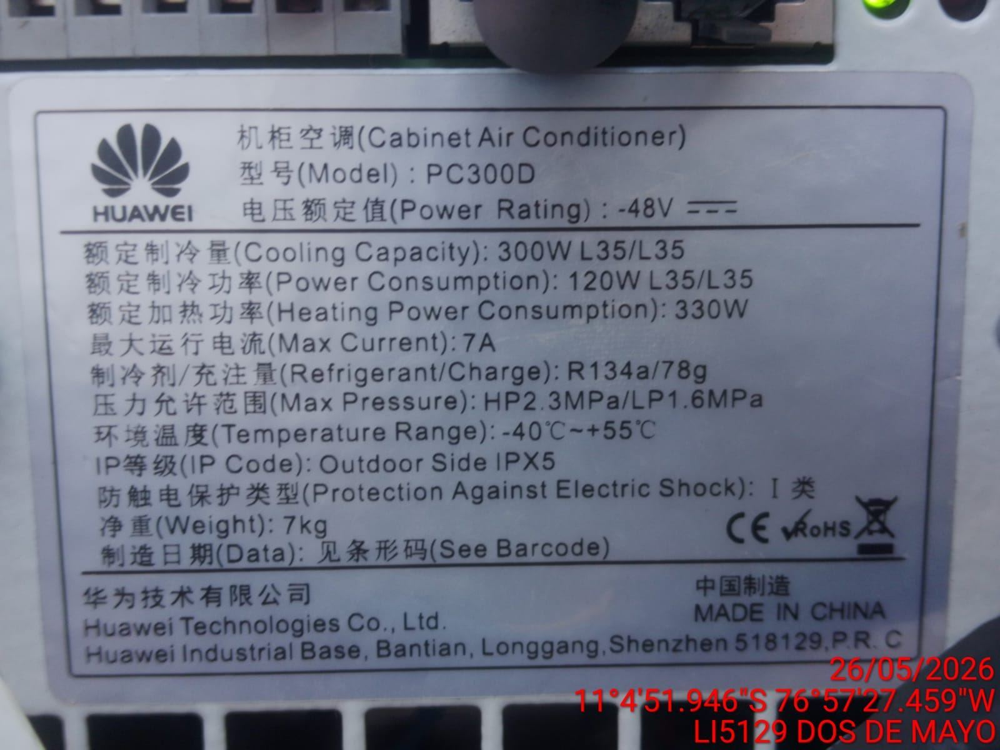 机柜空调(Cabinet Air Conditioner)
型号(Model) : PC300D
HUAWEI
电压额定值(Power Rating) : -48V
额定制冷量(Cooling Capacity): 300W L35/L35
额定制冷功率(Power Consumption): 120W L35/L35
额定加热功率(Heating Power Consumption): 330W
最大运行电流(Max Current): 7A
制冷剂/充注量(Refrigerant/Charge): R134a/78g
压力允许范围(Max Pressure): HP2.3MPa/LP1.6MPa
环境温度(Temperature Range): -40℃~+55℃
IP等级(IP Code): Outdoor Side IPX5
防触电保护类型(Protection Against Electric Shock): I 类
净重(Weight): 7kg
CE RoHS
制造日期(Data): 见条形码(See Barcode)
华为技术有限公司
中国制造
Huawei Technologies Co., Ltd.
MADE IN CHINA
Huawei Industrial Base, Bantian, Longgang,Shenzhen 518129,P.R. C
26/05/2026
11°4'51.946"S 76°57'27.459"W
LI5129 DOS DE MAYO